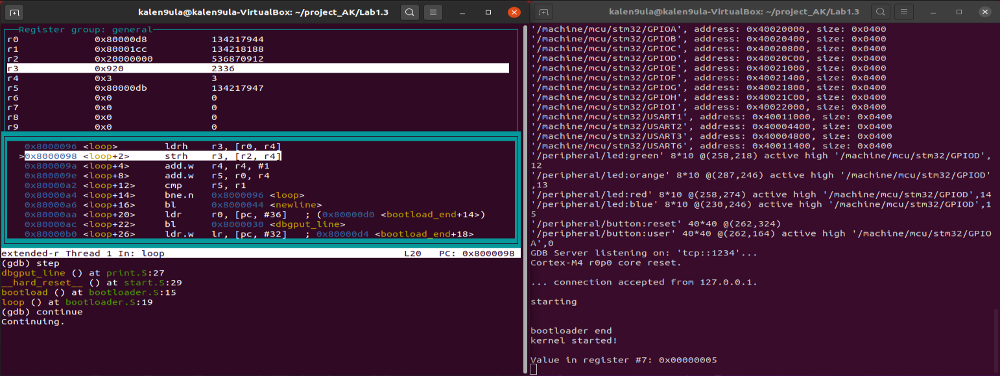 kalen9ula@kalen9ula-VirtualBox: ~/project_AK/Lab1.3
Register group: general
r0 0x80000d8 134217944
r1 0x80001cc 134218188
r2 0x20000000 536870912
r3 0x920 2336
r4 0x3 3
r5 0x80000db 134217947
r6 0x0 0
r7 0x0 0
r8 0x0 0
r9 0x0 0
0x8000096 <loop> ldrh r3, [r0, r4]
>0x8000098 <loop+2> strh r3, [r2, r4]
0x800009a <loop+4> add.w r4, r4, #1
0x800009e <loop+8> add.w r5, r0, r4
0x80000a2 <loop+12> cmp r5, r1
0x80000a4 <loop+14> bne.n 0x8000096 <loop>
0x80000a6 <loop+16> bl 0x8000044 <newline>
0x80000aa <loop+20> ldr r0, [pc, #36] ; (0x80000d0 <bootload_end+14>)
0x80000ac <loop+22> bl 0x8000030 <dbgput_line>
0x80000b0 <loop+26> ldr.w lr, [pc, #32] ; 0x80000d4 <bootload_end+18>
extended-r Thread 1 In: loop L20 PC: 0x8000098
(gdb) step
dbgput_line () at print.S:27
__hard_reset__ () at start.S:29
bootload () at bootloader.S:15
loop () at bootloader.S:19
(gdb) continue
Continuing.
kalen9ula@kalen9ula-VirtualBox: ~/project_AK/Lab1.3
'/machine/mcu/stm32/GPIOA', address: 0x40020000, size: 0x0400
'/machine/mcu/stm32/GPIOB', address: 0x40020400, size: 0x0400
'/machine/mcu/stm32/GPIOC', address: 0x40020800, size: 0x0400
'/machine/mcu/stm32/GPIOD', address: 0x40020C00, size: 0x0400
'/machine/mcu/stm32/GPIOE', address: 0x40021000, size: 0x0400
'/machine/mcu/stm32/GPIOF', address: 0x40021400, size: 0x0400
'/machine/mcu/stm32/GPIOG', address: 0x40021800, size: 0x0400
'/machine/mcu/stm32/GPIOH', address: 0x40021C00, size: 0x0400
'/machine/mcu/stm32/GPIOI', address: 0x40022000, size: 0x0400
'/machine/mcu/stm32/USART1', address: 0x40011000, size: 0x0400
'/machine/mcu/stm32/USART2', address: 0x40004400, size: 0x0400
'/machine/mcu/stm32/USART3', address: 0x40004800, size: 0x0400
'/machine/mcu/stm32/USART6', address: 0x40011400, size: 0x0400
'/peripheral/led:green' 8*10 @(258,218) active high '/machine/mcu/stm32/GPIOD',
12
'/peripheral/led:orange' 8*10 @(287,246) active high '/machine/mcu/stm32/GPIOD'
,13
'/peripheral/led:red' 8*10 @(258,274) active high '/machine/mcu/stm32/GPIOD',14
'/peripheral/led:blue' 8*10 @(230,246) active high '/machine/mcu/stm32/GPIOD',1
5
'/peripheral/button:reset' 40*40 @(262,324)
'/peripheral/button:user' 40*40 @(262,164) active high '/machine/mcu/stm32/GPIO
A',0
GDB Server listening on: 'tcp::1234'...
Cortex-M4 r0p0 core reset.
... connection accepted from 127.0.0.1.
starting
bootloader end
kernel started!
Value in register #7: 0x00000005